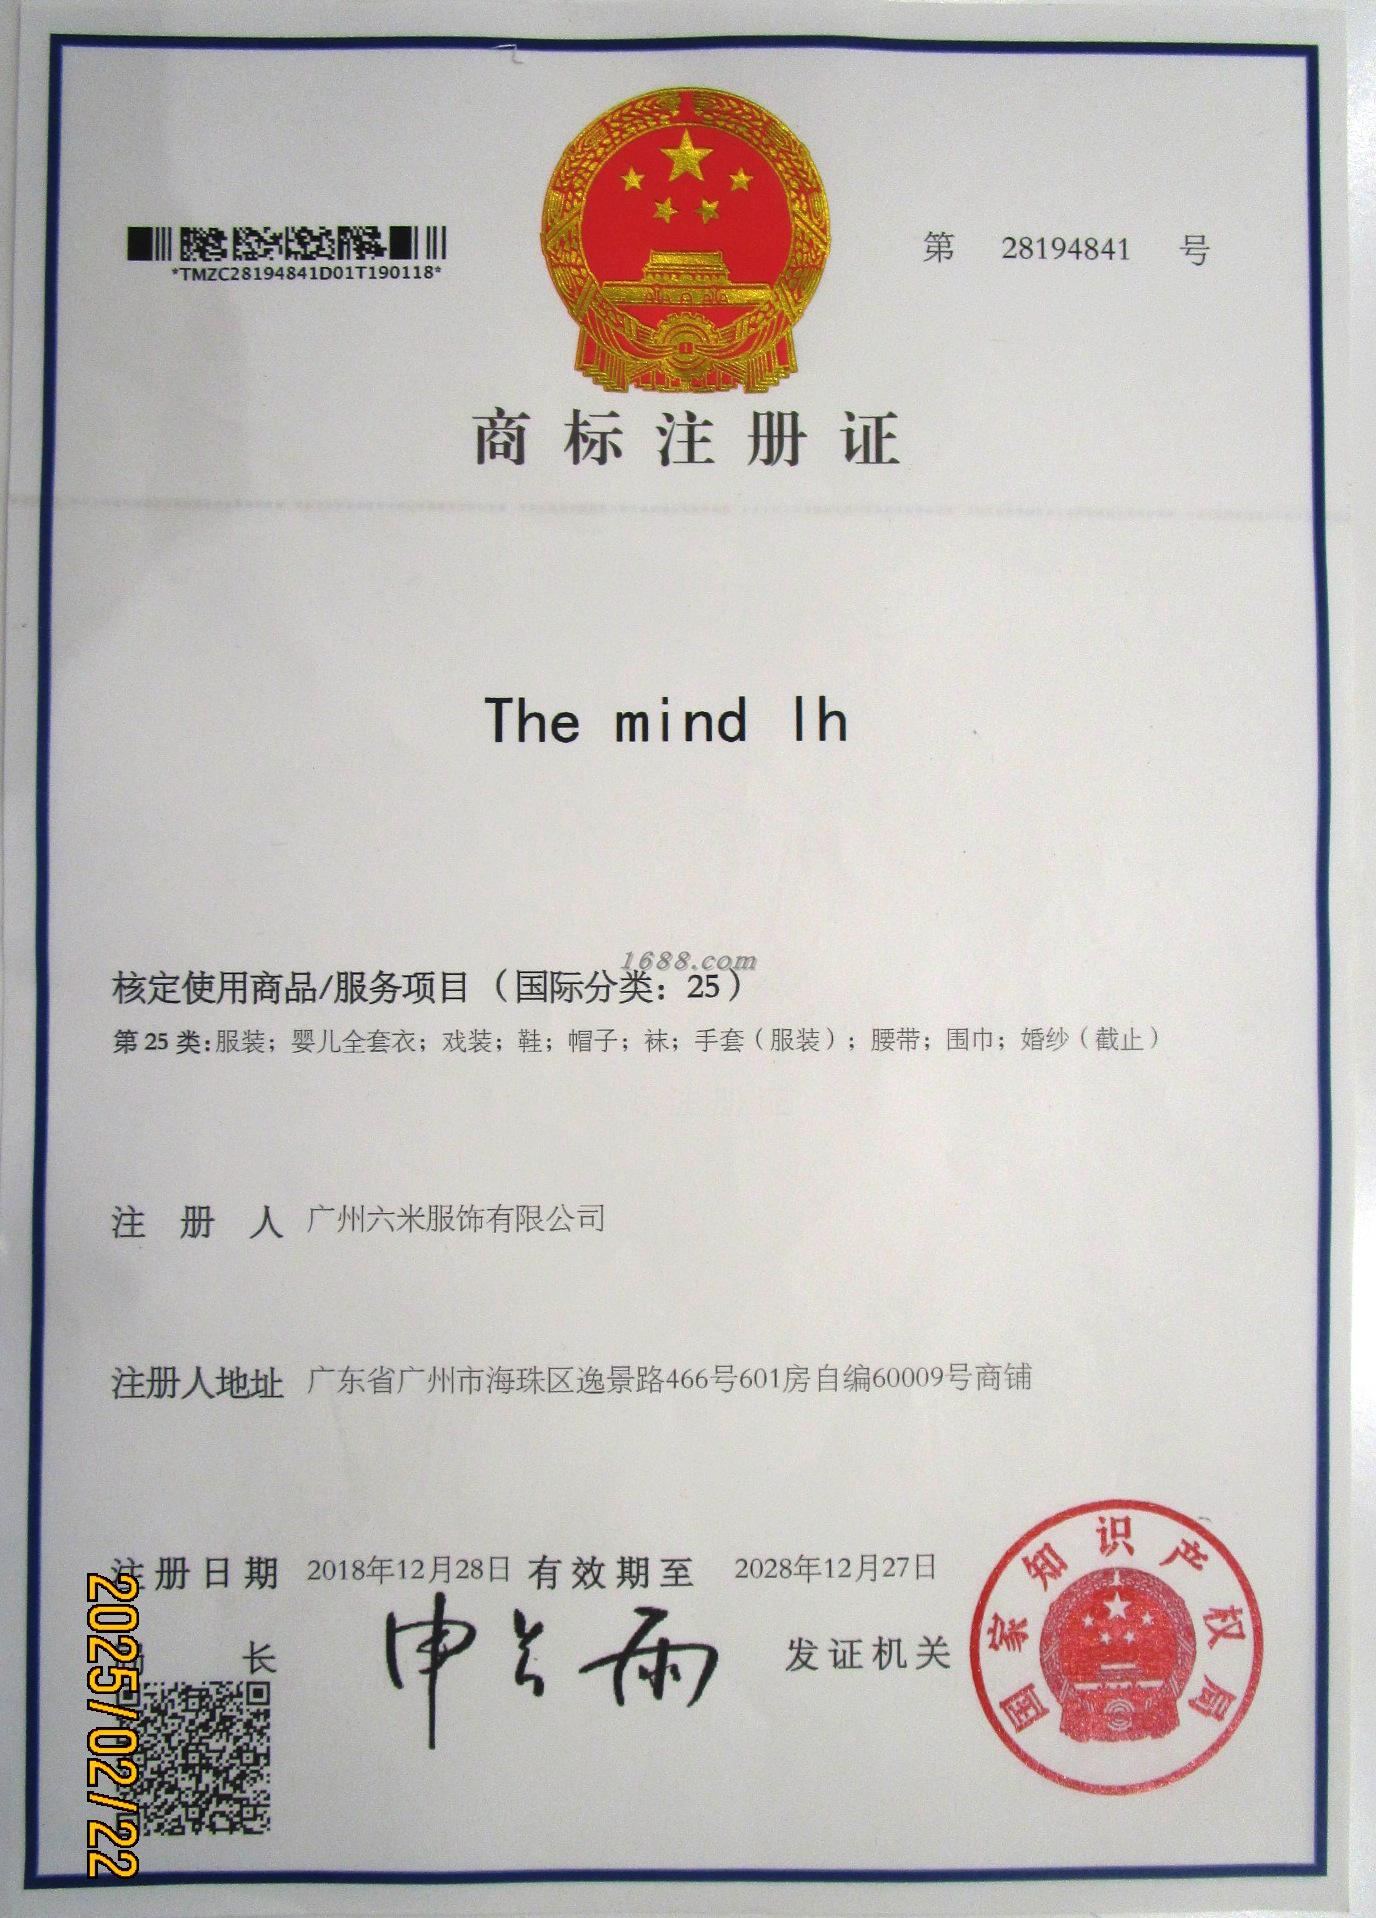 *TMZC28194841D01T190118*
第 28194841 号
商标注册证
The mind lh
1688.com
核定使用商品/服务项目（国际分类：25）
第25类：服装；婴儿全套衣；戏装；鞋；帽子；袜；手套（服装）；腰带；围巾；婚纱（截止）
注册人 广州六米服饰有限公司
注册人地址 广东省广州市海珠区逸景路466号601房自编60009号商铺
注册日期 2018年12月28日 有效期至 2028年12月27日
局长 申长雨 发证机关
国家知识产权局
2025/02/22